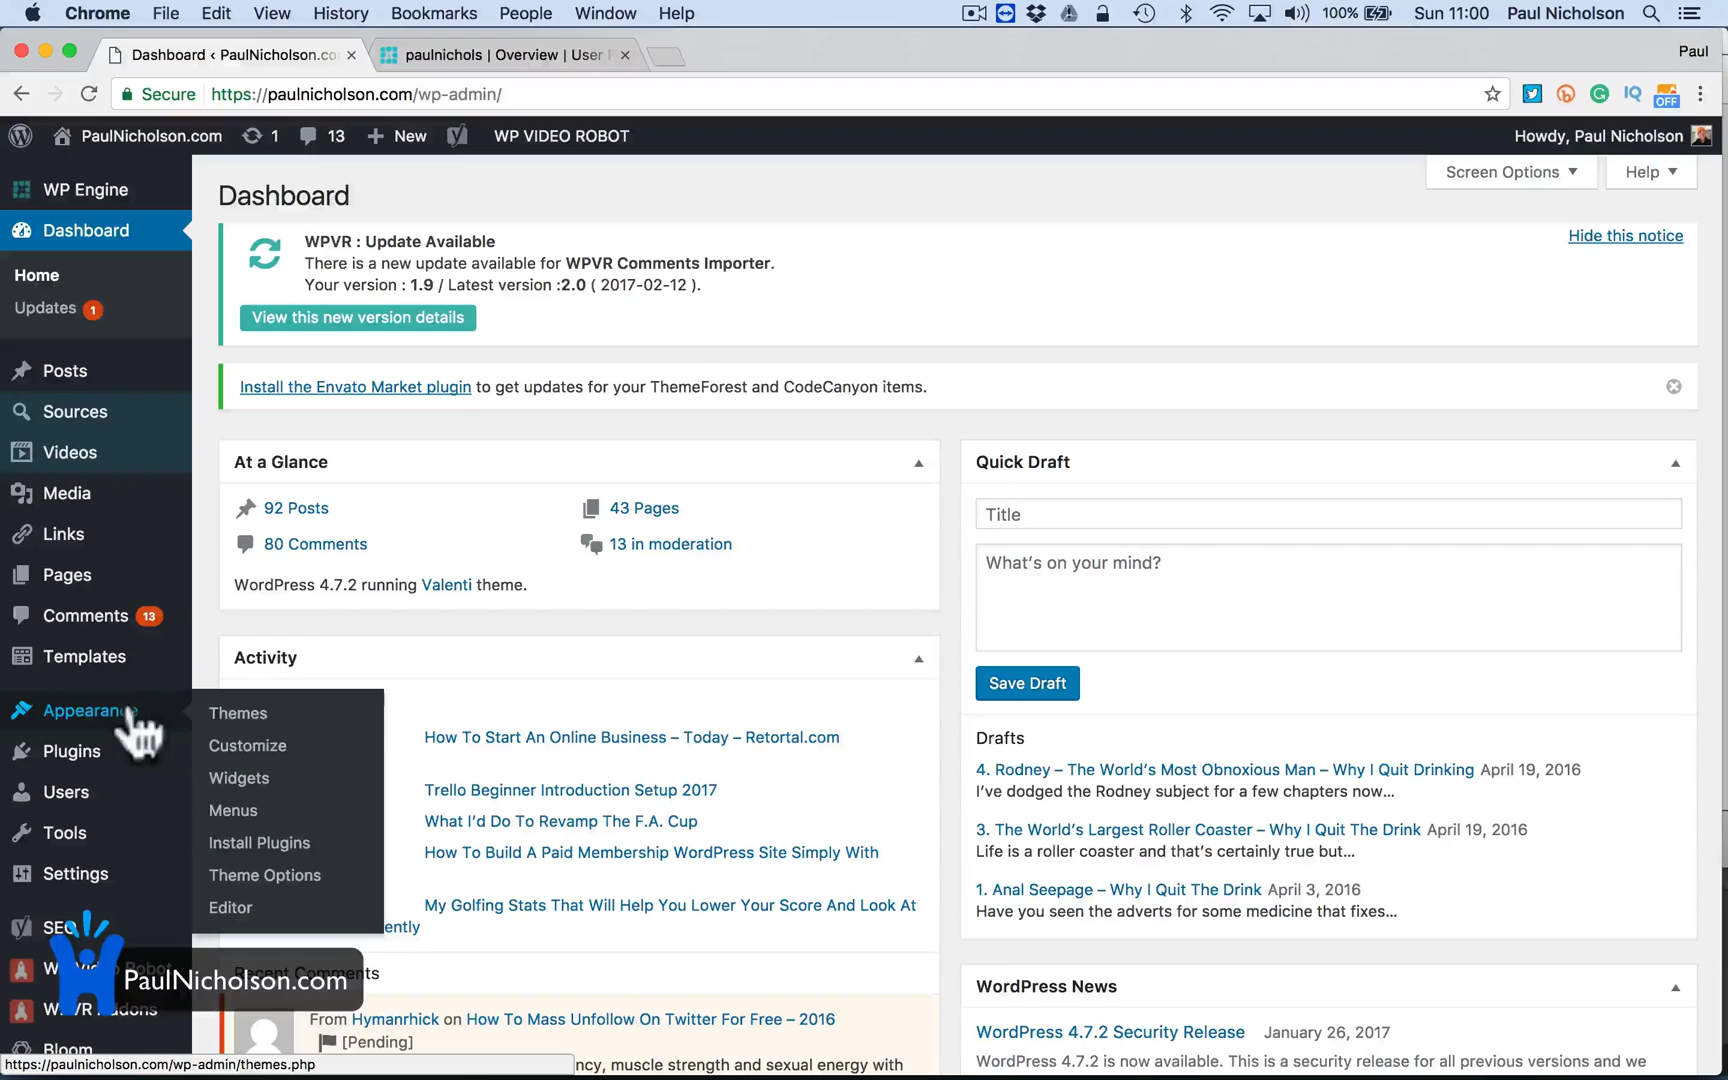 Chrome File Edit View History Bookmarks People Window Help 100% Sun 11:00 Paul Nicholson
Dashboard ‹ PaulNicholson.co
paulnichols | Overview | User
Paul
Secure https://paulnicholson.com/wp-admin/
OFF
PaulNicholson.com 1 13 + New WP VIDEO ROBOT Howdy, Paul Nicholson
WP Engine
Dashboard
Home
Updates 1
Posts
Sources
Videos
Media
Links
Pages
Comments 13
Templates
Appearance
Plugins
Users
Tools
Settings
SEO
WPVR Addons
Bloom
Themes
Customize
Widgets
Menus
Install Plugins
Theme Options
Editor
Dashboard
Screen Options
Help
WPVR : Update Available
Hide this notice
There is a new update available for WPVR Comments Importer.
Your version : 1.9 / Latest version :2.0 ( 2017-02-12 ).
View this new version details
Install the Envato Market plugin to get updates for your ThemeForest and CodeCanyon items.
At a Glance
92 Posts
43 Pages
80 Comments
13 in moderation
WordPress 4.7.2 running Valenti theme.
Activity
How To Start An Online Business – Today – Retortal.com
Trello Beginner Introduction Setup 2017
What I'd Do To Revamp The F.A. Cup
How To Build A Paid Membership WordPress Site Simply With
My Golfing Stats That Will Help You Lower Your Score And Look At
ently
Recent Comments
From Hymanrhick on How To Mass Unfollow On Twitter For Free – 2016
[Pending]
ncy, muscle strength and sexual energy with
Quick Draft
Title
What's on your mind?
Save Draft
Drafts
4. Rodney – The World's Most Obnoxious Man – Why I Quit Drinking April 19, 2016
I've dodged the Rodney subject for a few chapters now…
3. The World's Largest Roller Coaster – Why I Quit The Drink April 19, 2016
Life is a roller coaster and that's certainly true but…
1. Anal Seepage – Why I Quit The Drink April 3, 2016
Have you seen the adverts for some medicine that fixes…
WordPress News
WordPress 4.7.2 Security Release January 26, 2017
WordPress 4.7.2 is now available. This is a security release for all previous versions and we
PaulNicholson.com
https://paulnicholson.com/wp-admin/themes.php